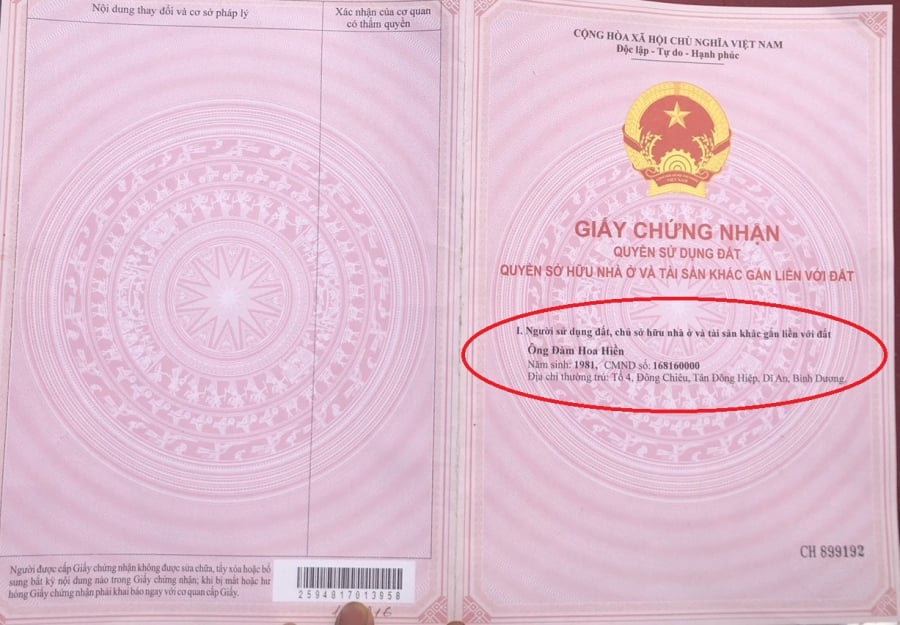 Nội dung thay đổi và cơ sở pháp lý
Xác nhận của cơ quan
có thẩm quyền
Người được cấp Giấy chứng nhận không được sửa chữa, tẩy xóa hoặc bổ
sung bất kỳ nội dung nào trong Giấy chứng nhận; khi bị mất hoặc hư
hỏng Giấy chứng nhận phải khai báo ngay với cơ quan cấp Giấy.
2594817013958
CỘNG HÒA XÃ HỘI CHỦ NGHĨA VIỆT NAM
Độc lập - Tự do - Hạnh phúc
VIỆT NAM
GIẤY CHỨNG NHẬN
QUYỀN SỬ DỤNG ĐẤT
QUYỀN SỞ HỮU NHÀ Ở VÀ TÀI SẢN KHÁC GẮN LIỀN VỚI ĐẤT
I. Người sử dụng đất, chủ sở hữu nhà ở và tài sản khác gắn liền với đất
Ông Đàm Hoa Hiền
Năm sinh: 1981, CMND số: 168160000
Địa chỉ thường trú: Tổ 4, Đông Chiêu, Tân Đông Hiệp, Dĩ An, Bình Dương.
CH 899192